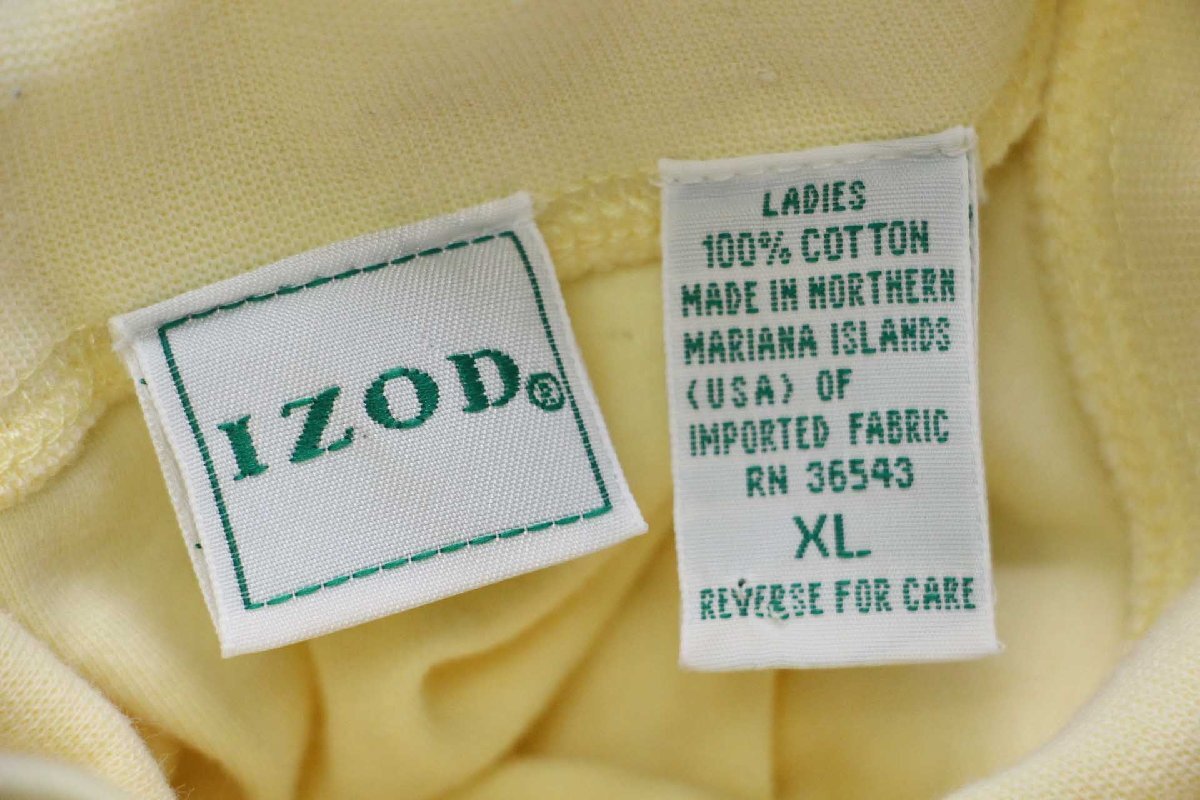 IZOD®
LADIES
100% COTTON
MADE IN NORTHERN
MARIANA ISLANDS
(USA) OF
IMPORTED FABRIC
RN 36543
XL
REVERSE FOR CARE